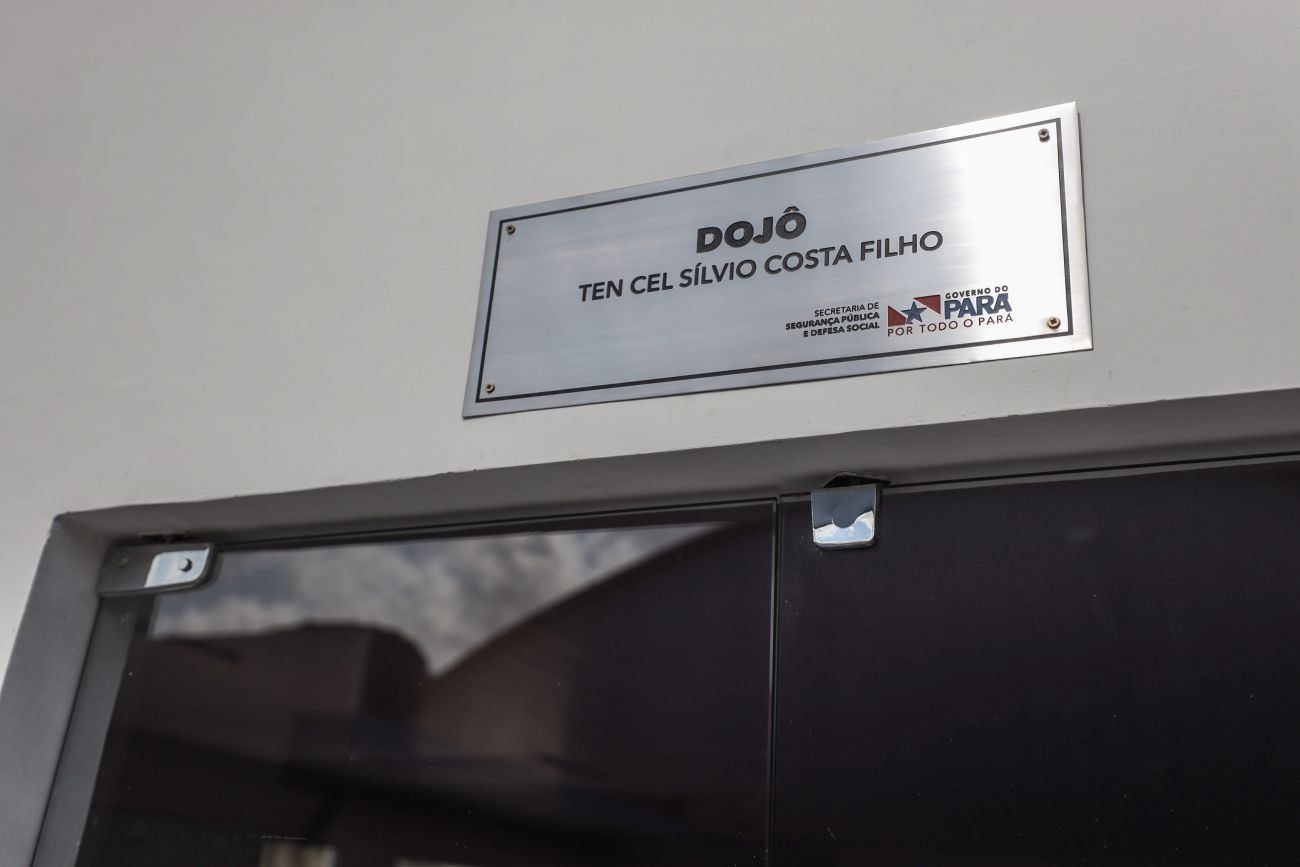 DOJÔ
TEN CEL SÍLVIO COSTA FILHO
SECRETARIA DE
SEGURANÇA PÚBLICA
E DEFESA SOCIAL
GOVERNO DO
PARÁ
POR TODO O PARÁ